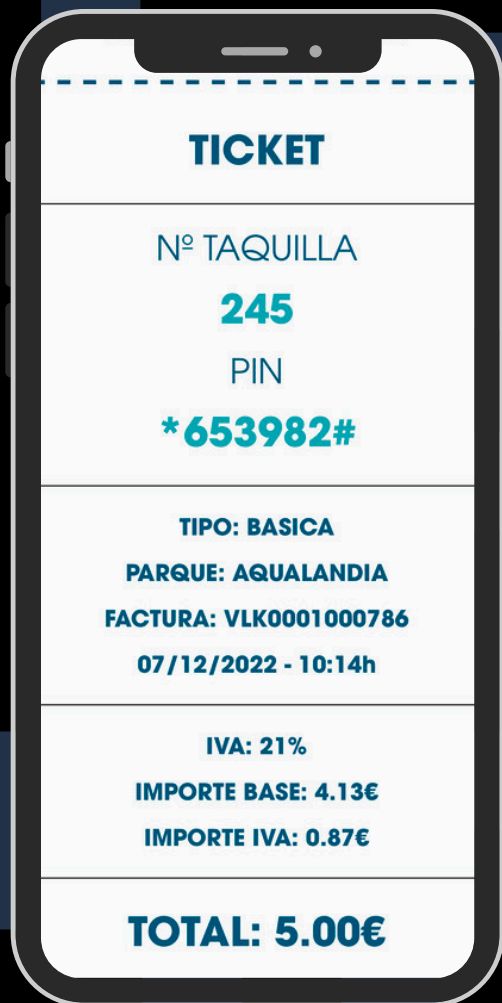 TICKET
Nº TAQUILLA
245
PIN
*653982#
TIPO: BASICA
PARQUE: AQUALANDIA
FACTURA: VLK0001000786
07/12/2022 - 10:14h
IVA: 21%
IMPORTE BASE: 4.13€
IMPORTE IVA: 0.87€
TOTAL: 5.00€